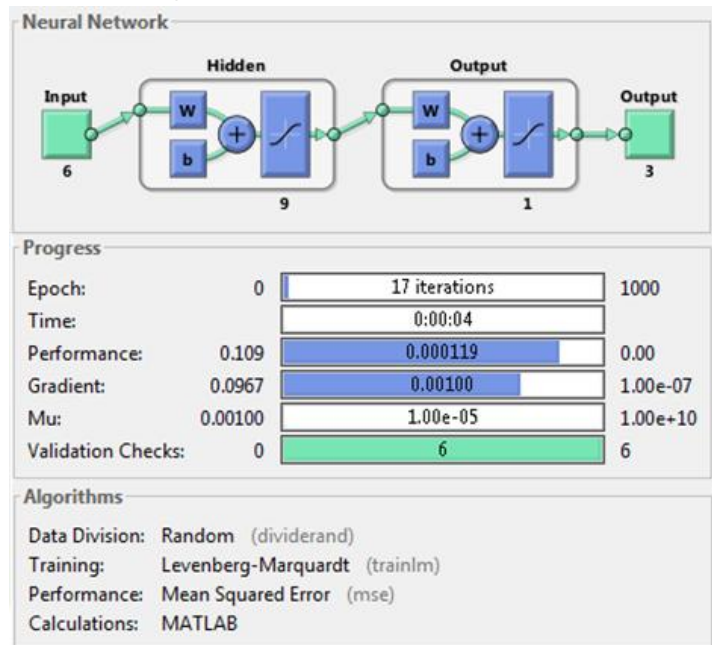 Neural Network
Hidden Output
Input Output
W W
+ +
b b
6 3
9 1
Progress
Epoch: 0 17 iterations 1000
Time: 0:00:04
Performance: 0.109 0.000119 0.00
Gradient: 0.0967 0.00100 1.00e-07
Mu: 0.00100 1.00e-05 1.00e+10
Validation Checks: 0 6 6
Algorithms
Data Division: Random (dividerand)
Training: Levenberg-Marquardt (trainlm)
Performance: Mean Squared Error (mse)
Calculations: MATLAB